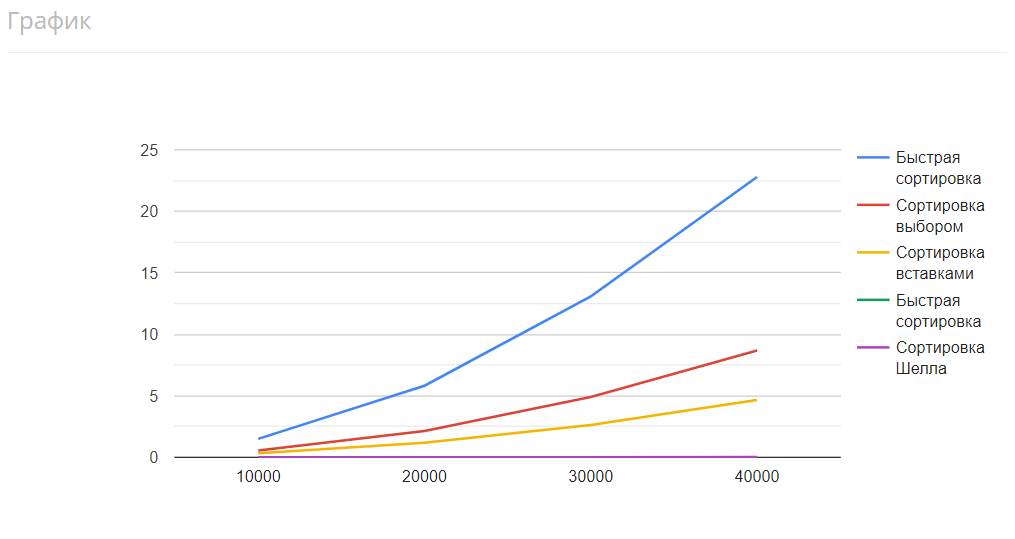 График
25
20
15
10
5
0
10000 20000 30000 40000
Быстрая
сортировка
Сортировка
выбором
Сортировка
вставками
Быстрая
сортировка
Сортировка
Шелла